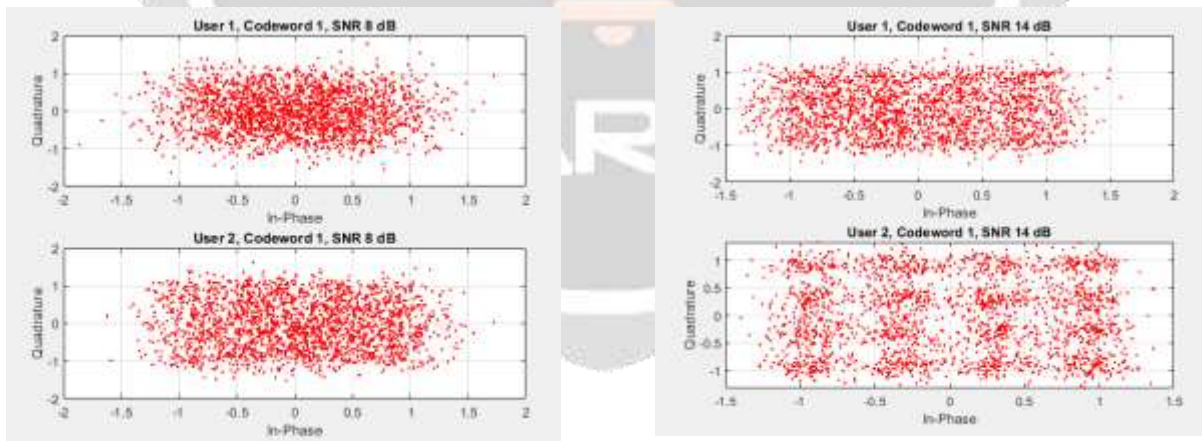 User 1, Codeword 1, SNR 8 dB
2
1
0
-1
-2
Quadrature
-2 -1.5 -1 -0.5 0 0.5 1 1.5 2
In-Phase
User 2, Codeword 1, SNR 8 dB
2
1
0
-1
-2
Quadrature
-2 -1.5 -1 -0.5 0 0.5 1 1.5 2
In-Phase
User 1, Codeword 1, SNR 14 dB
2
1
0
-1
-2
Quadrature
-1.5 -1 -0.5 0 0.5 1 1.5 2
In-Phase
User 2, Codeword 1, SNR 14 dB
1
0.5
0
-0.5
-1
Quadrature
-1.5 -1 -0.5 0 0.5 1 1.5
In-Phase
AR